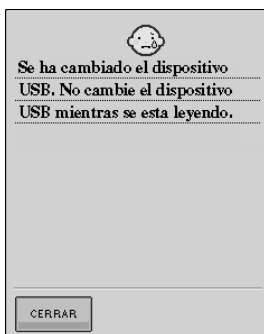 Se ha cambiado el dispositivo
USB. No cambie el dispositivo
USB mientras se esta leyendo.
CERRAR